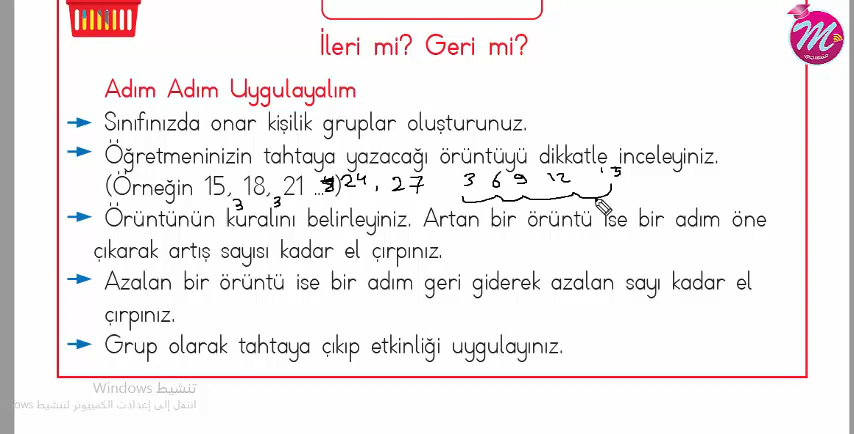 İleri mi? Geri mi?
Adım Adım Uygulayalım
Sınıfınızda onar kişilik gruplar oluşturunuz.
Öğretmeninizin tahtaya yazacağı örüntüyü dikkatle inceleyiniz.
(Örneğin 15, 18, 21 ...) 24, 27 3 6 9 12 15
3 3
Örüntünün kuralını belirleyiniz. Artan bir örüntü ise bir adım öne
çıkarak artış sayısı kadar el çırpınız.
Azalan bir örüntü ise bir adım geri giderek azalan sayı kadar el
çırpınız.
Grup olarak tahtaya çıkıp etkinliği uygulayınız.
تنشيط Windows
انتقل إلى إعدادات الكمبيوتر لتنشيط